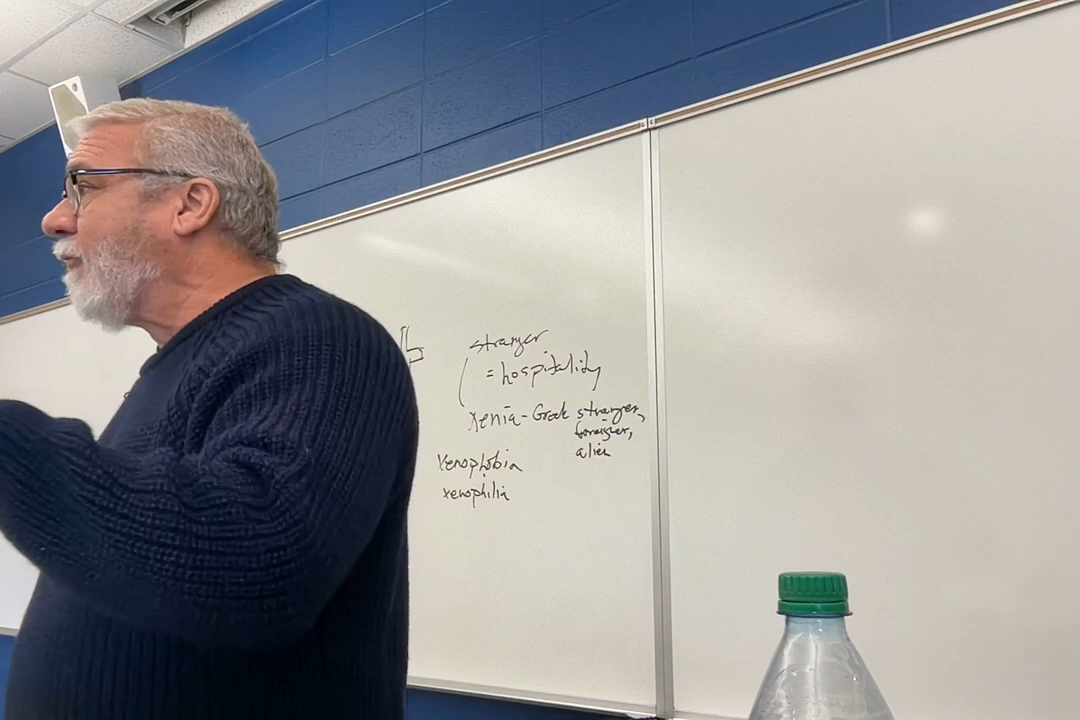 stranger
= hospitality
xenia - Greek stranger,
foreigner,
alien
xenophobia
xenophilia